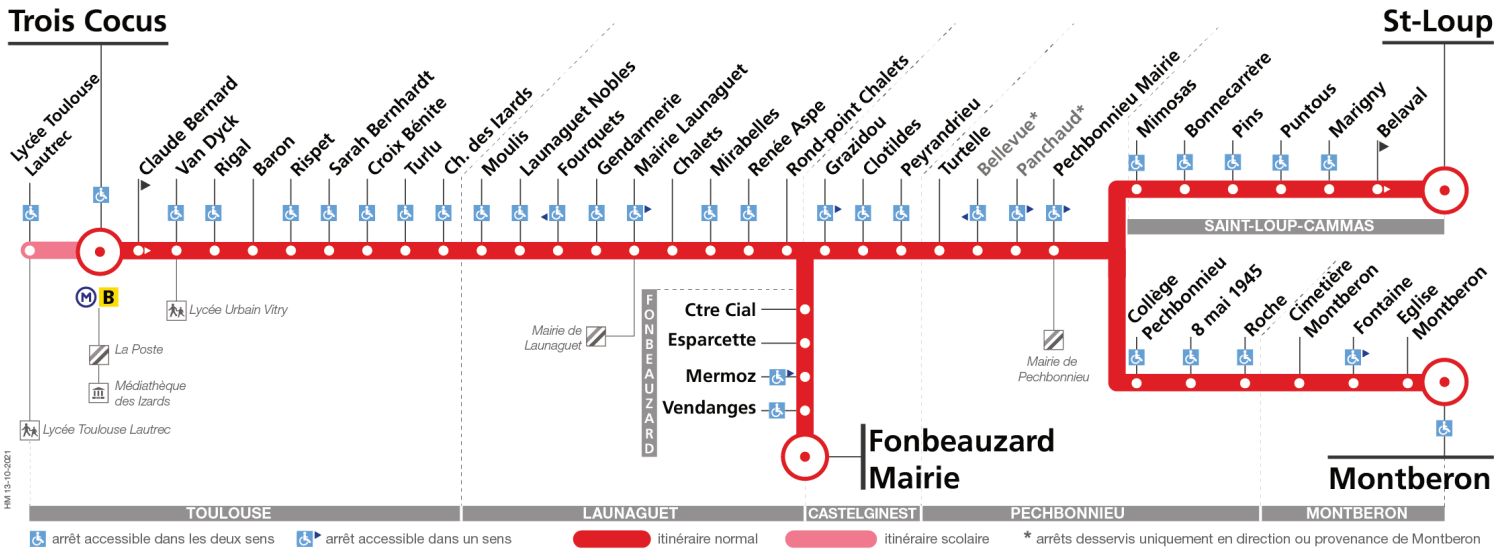 Trois Cocus
St-Loup
Lycée Toulouse
Lautrec
Claude Bernard
Van Dyck
Rigal
Baron
Rispet
Sarah Bernhardt
Croix Bénite
Turlu
Ch. des Izards
Moulis
Launaguet Nobles
Fourquets
Gendarmerie
Mairie Launaguet
Chalets
Mirabelles
Renée Aspe
Rond-point Chalets
Grazidou
Clotildes
Peyrandrieu
Turtelle
Bellevue*
Panchaud*
Pechbonnieu Mairie
Mimosas
Bonnecarrère
Pins
Puntous
Marigny
Belaval
SAINT-LOUP-CAMMAS
M B
Lycée Urbain Vitry
La Poste
Médiathèque
des Izards
Lycée Toulouse Lautrec
Mairie de
Launaguet
FONBEAUZARD
Ctre Cial
Esparcette
Mermoz
Vendanges
Fonbeauzard
Mairie
Mairie de
Pechbonnieu
Collège
Pechbonnieu
8 mai 1945
Roche
Cimetière
Montberon
Fontaine
Eglise
Montberon
Montberon
HM 13-10-2021
TOULOUSE
LAUNAGUET
CASTELGINEST
PECHBONNIEU
MONTBERON
arrêt accessible dans les deux sens
arrêt accessible dans un sens
itinéraire normal
itinéraire scolaire
* arrêts desservis uniquement en direction ou provenance de Montberon